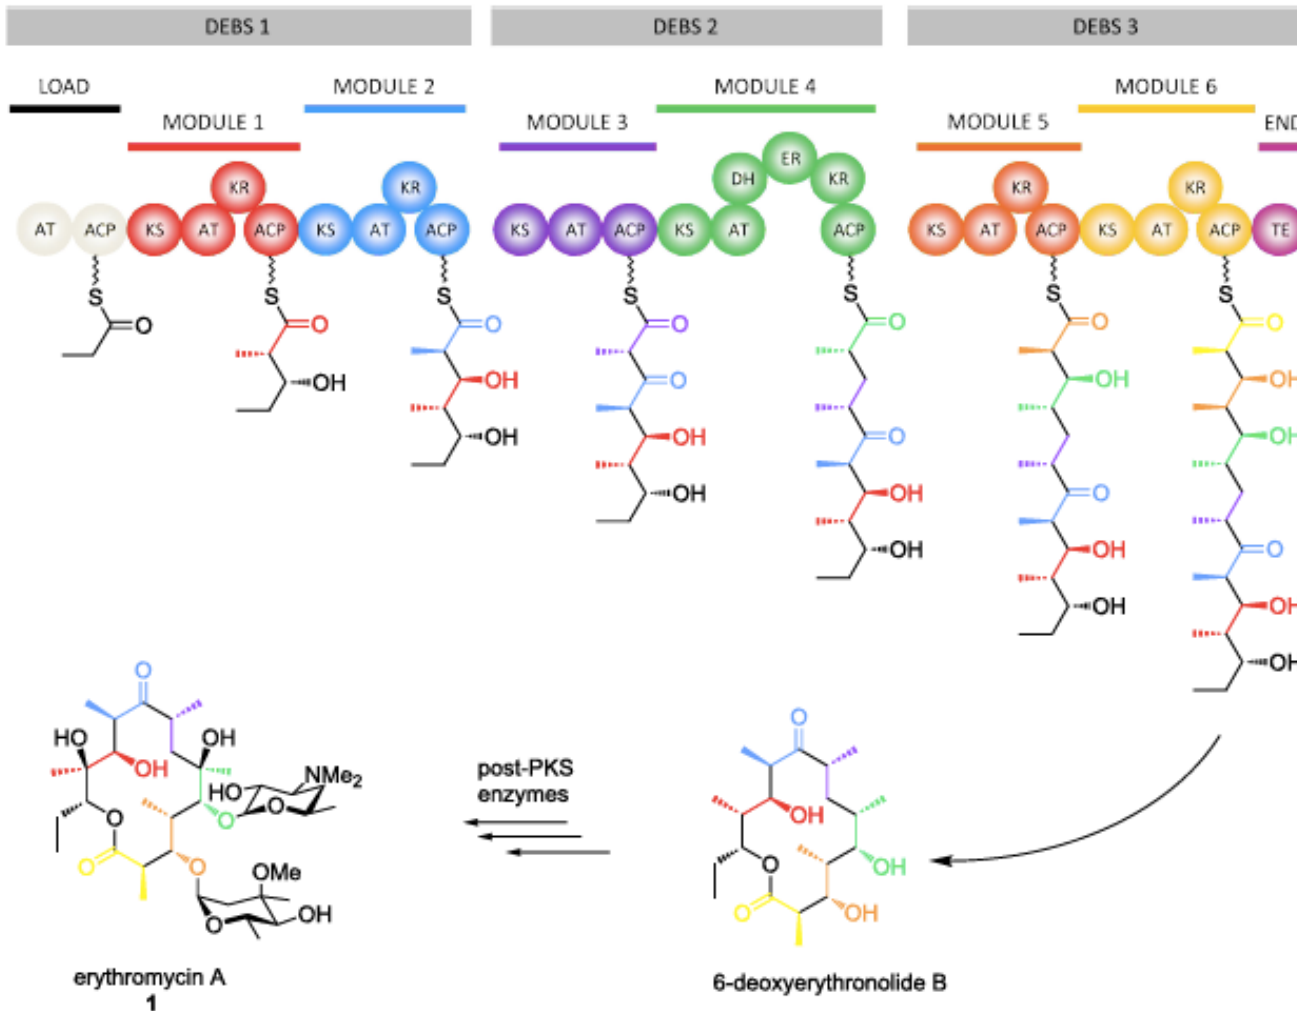 DEBS 1 DEBS 2 DEBS 3
LOAD MODULE 2 MODULE 4 MODULE 6
MODULE 1 MODULE 3 MODULE 5 END
ER
DH KR
KR KR KR KR
AT ACP KS AT ACP KS AT ACP KS AT ACP KS AT ACP KS AT ACP KS AT ACP TE
S S S S S S S
O O O O O O O
OH OH O OH OH
OH OH OH
OH O
OH OH O O
OH OH OH
OH OH
OH
O
OH OH
OH
NMe2
HO
O
O
O
O
O
OMe
O
OH
erythromycin A
1
post-PKS
enzymes
O
OH
O
OH
O
OH
6-deoxyerythronolide B